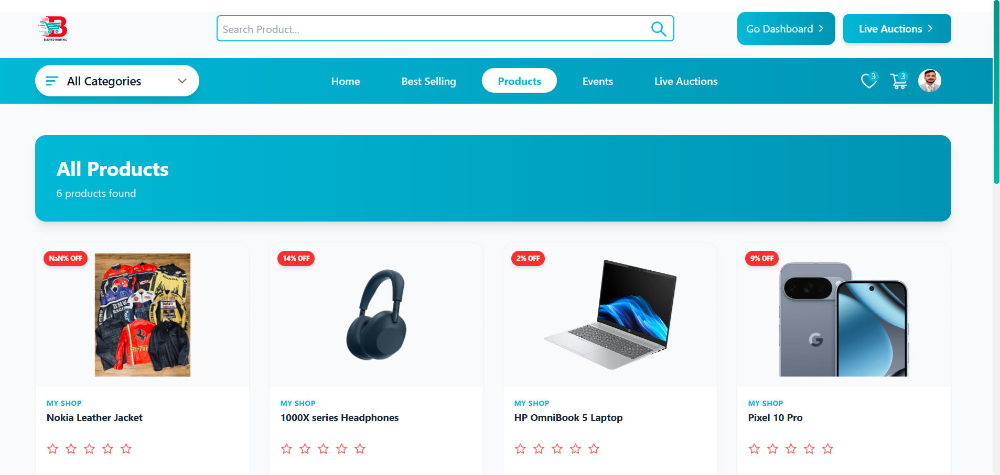 B
BLOVED BIDDING
Search Product...
Go Dashboard
Live Auctions
All Categories
Home
Best Selling
Products
Events
Live Auctions
3
3
All Products
6 products found
NaN% OFF
14% OFF
2% OFF
9% OFF
HONDA
BMW
RACING
Ferrari
G
MY SHOP
Nokia Leather Jacket
MY SHOP
1000X series Headphones
MY SHOP
HP OmniBook 5 Laptop
MY SHOP
Pixel 10 Pro